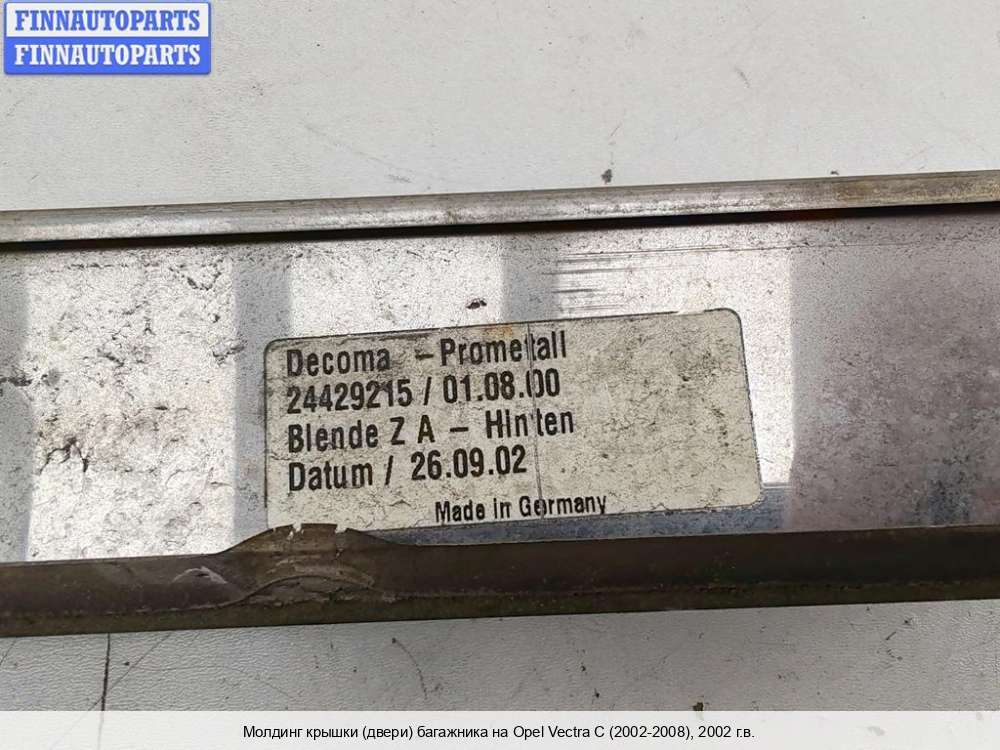 FINNAUTOPARTS
FINNAUTOPARTS
Decoma - Prometall
24429215 / 01.08.00
Blende Z A - Hinten
Datum / 26.09.02
Made in Germany
Молдинг крышки (двери) багажника на Opel Vectra C (2002-2008), 2002 г.в.